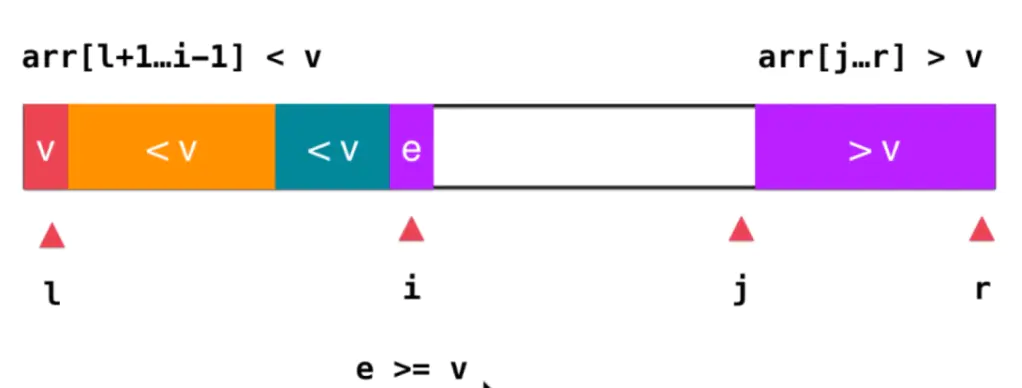 arr[l+1…i-1] < v arr[j…r] > v
v < v < v e > v
l i j r
e >= v